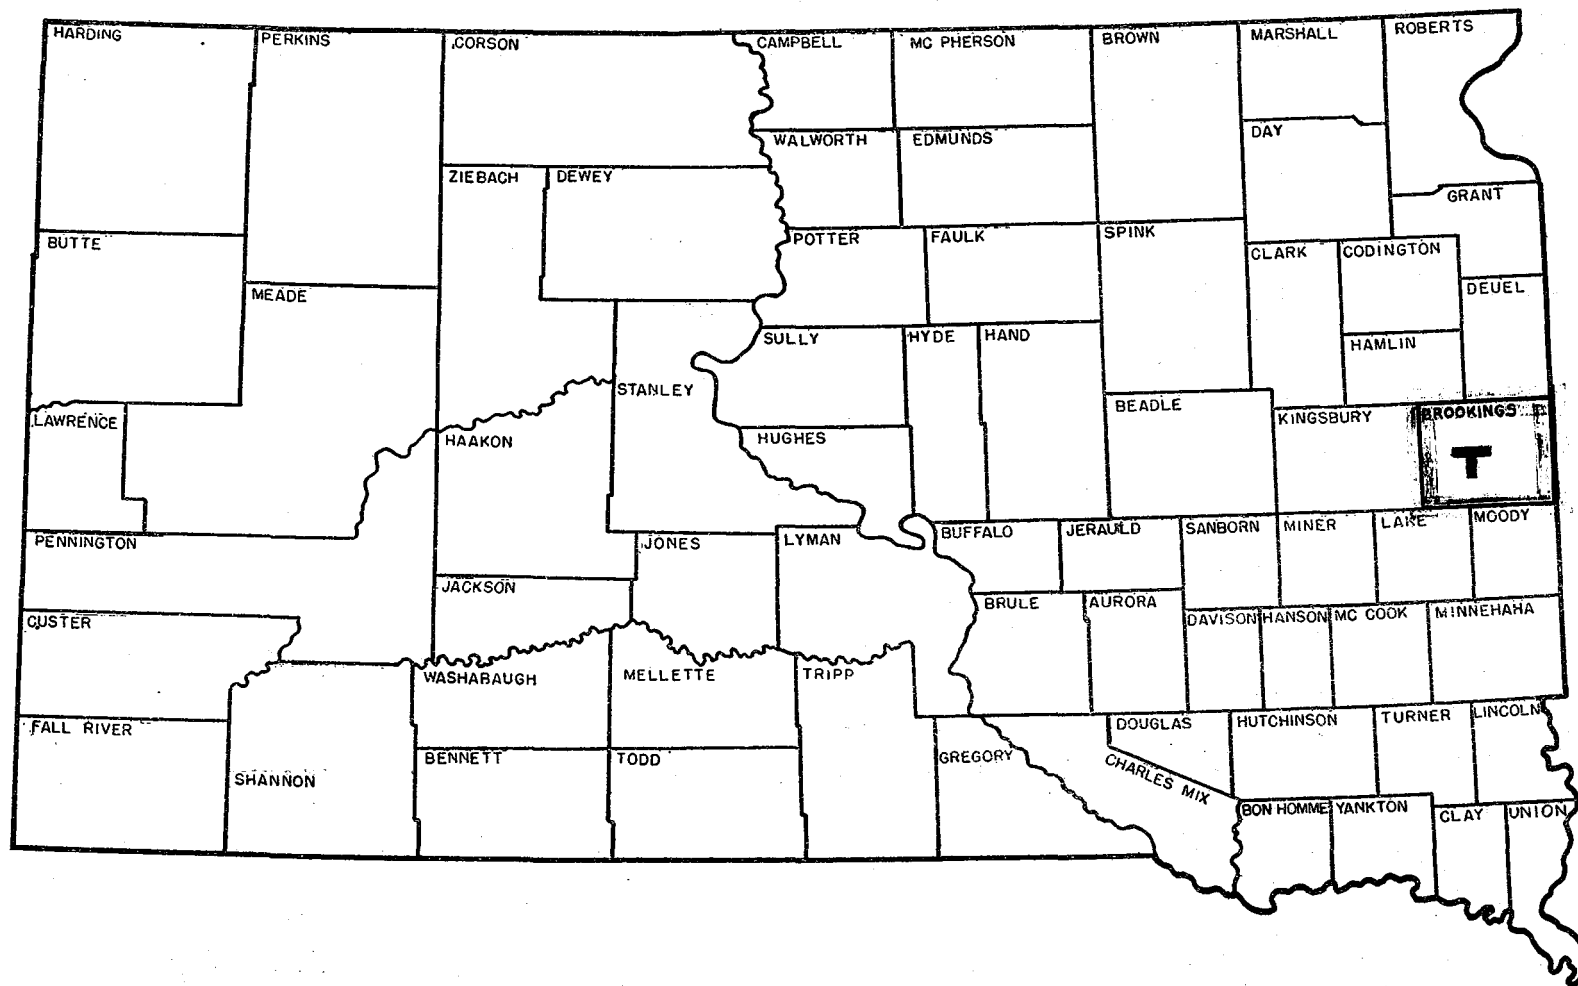 HARDING
PERKINS
CORSON
CAMPBELL
MC PHERSON
BROWN
MARSHALL
ROBERTS
WALWORTH
EDMUNDS
DAY
ZIEBACH
DEWEY
GRANT
BUTTE
POTTER
FAULK
SPINK
CLARK
CODINGTON
MEADE
DEUEL
SULLY
HYDE
HAND
HAMLIN
STANLEY
LAWRENCE
BEADLE
KINGSBURY
BROOKINGS
HAAKON
HUGHES
T
PENNINGTON
JONES
LYMAN
BUFFALO
JERAULD
SANBORN
MINER
LAKE
MOODY
JACKSON
BRULE
AURORA
CUSTER
DAVISON
HANSON
MC COOK
MINNEHAHA
WASHABAUGH
MELLETTE
TRIPP
FALL RIVER
DOUGLAS
HUTCHINSON
TURNER
LINCOLN
SHANNON
BENNETT
TODD
GREGORY
CHARLES MIX
BON HOMME
YANKTON
CLAY
UNION